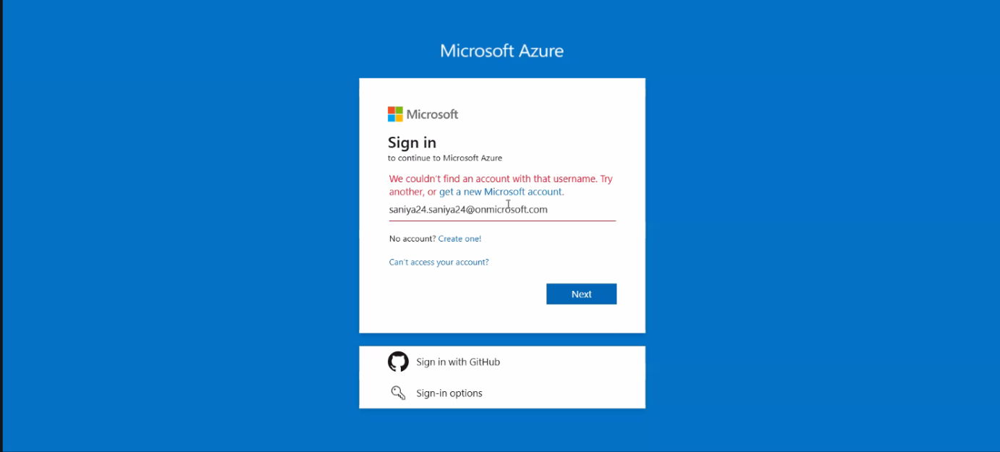 Microsoft Azure
Microsoft
Sign in
to continue to Microsoft Azure
We couldn't find an account with that username. Try
another, or get a new Microsoft account.
saniya24.saniya24@onmicrosoft.com
No account? Create one!
Can't access your account?
Next
Sign in with GitHub
Sign-in options